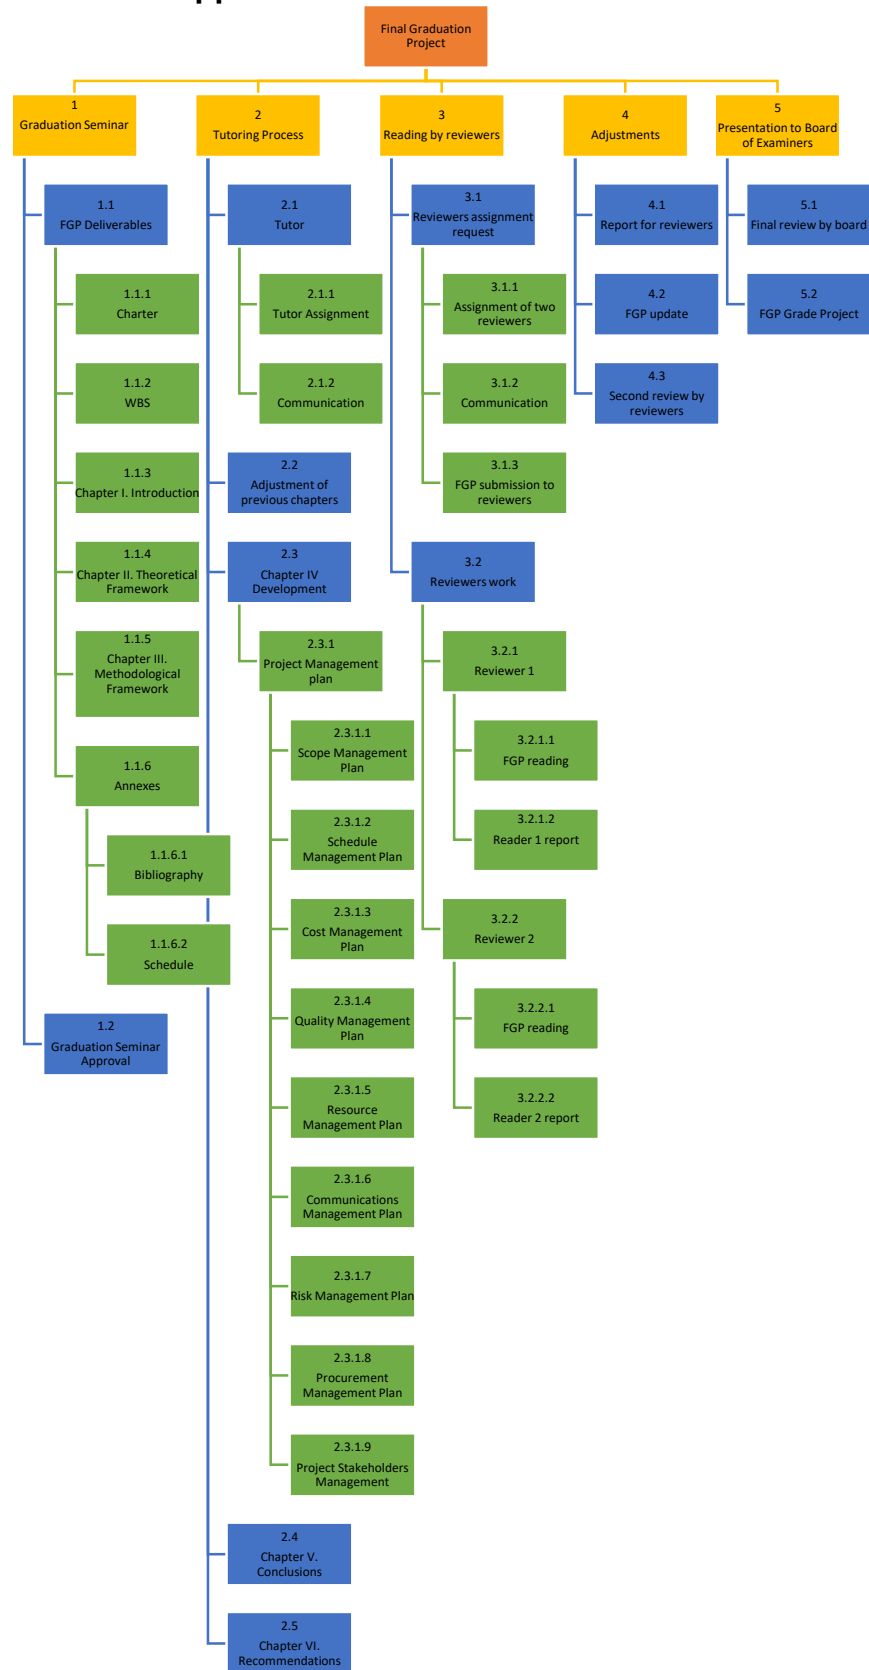 Final Graduation
Project
1
Graduation Seminar
2
Tutoring Process
3
Reading by reviewers
4
Adjustments
5
Presentation to Board
of Examiners
1.1
FGP Deliverables
1.1.1
Charter
1.1.2
WBS
1.1.3
Chapter I. Introduction
1.1.4
Chapter II. Theoretical
Framework
1.1.5
Chapter III.
Methodological
Framework
1.1.6
Annexes
1.1.6.1
Bibliography
1.1.6.2
Schedule
1.2
Graduation Seminar
Approval
2.1
Tutor
2.1.1
Tutor Assignment
2.1.2
Communication
2.2
Adjustment of
previous chapters
2.3
Chapter IV
Development
2.3.1
Project Management
plan
2.3.1.1
Scope Management
Plan
2.3.1.2
Schedule
Management Plan
2.3.1.3
Cost Management
Plan
2.3.1.4
Quality Management
Plan
2.3.1.5
Resource
Management Plan
2.3.1.6
Communications
Management Plan
2.3.1.7
Risk Management Plan
2.3.1.8
Procurement
Management Plan
2.3.1.9
Project Stakeholders
Management
2.4
Chapter V.
Conclusions
2.5
Chapter VI.
Recommendations
3.1
Reviewers assignment
request
3.1.1
Assignment of two
reviewers
3.1.2
Communication
3.1.3
FGP submission to
reviewers
3.2
Reviewers work
3.2.1
Reviewer 1
3.2.1.1
FGP reading
3.2.1.2
Reader 1 report
3.2.2
Reviewer 2
3.2.2.1
FGP reading
3.2.2.2
Reader 2 report
4.1
Report for reviewers
4.2
FGP update
4.3
Second review by
reviewers
5.1
Final review by board
5.2
FGP Grade Project